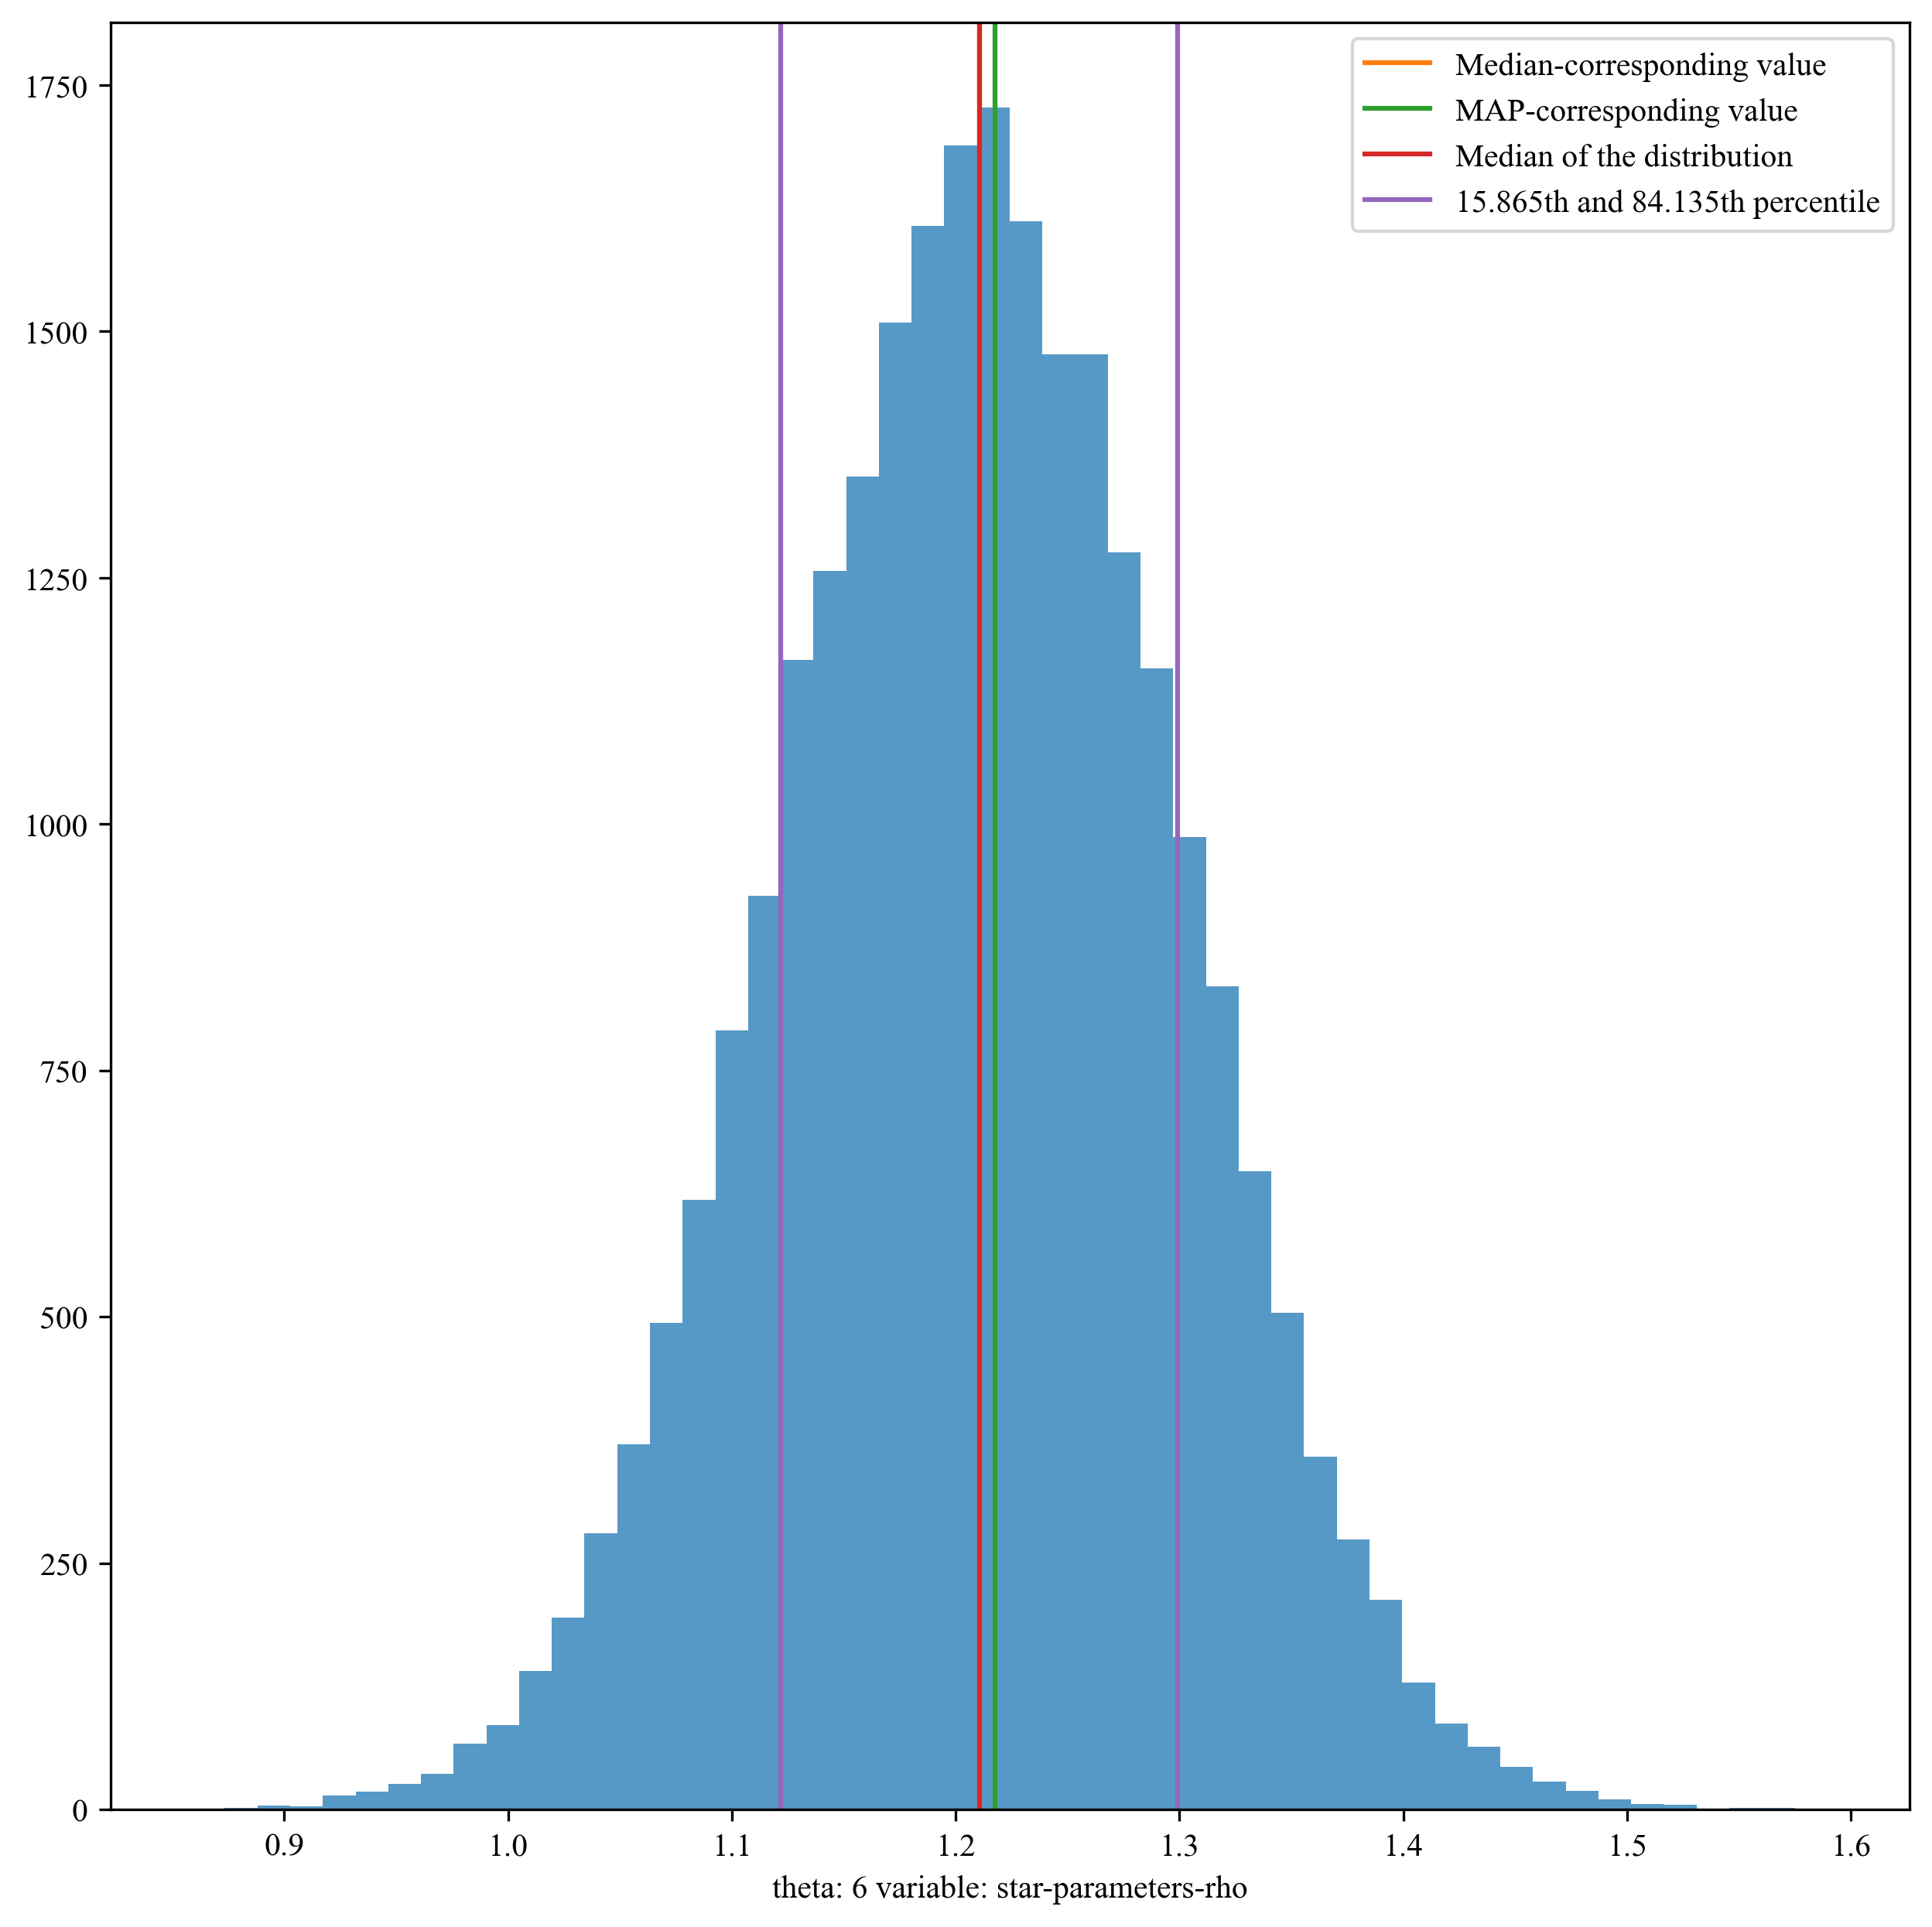 1750
1500
1250
1000
750
500
250
0
Median-corresponding value
MAP-corresponding value
Median of the distribution
15.865th and 84.135th percentile
0.9 1.0 1.1 1.2 1.3 1.4 1.5 1.6
theta: 6 variable: star-parameters-rho